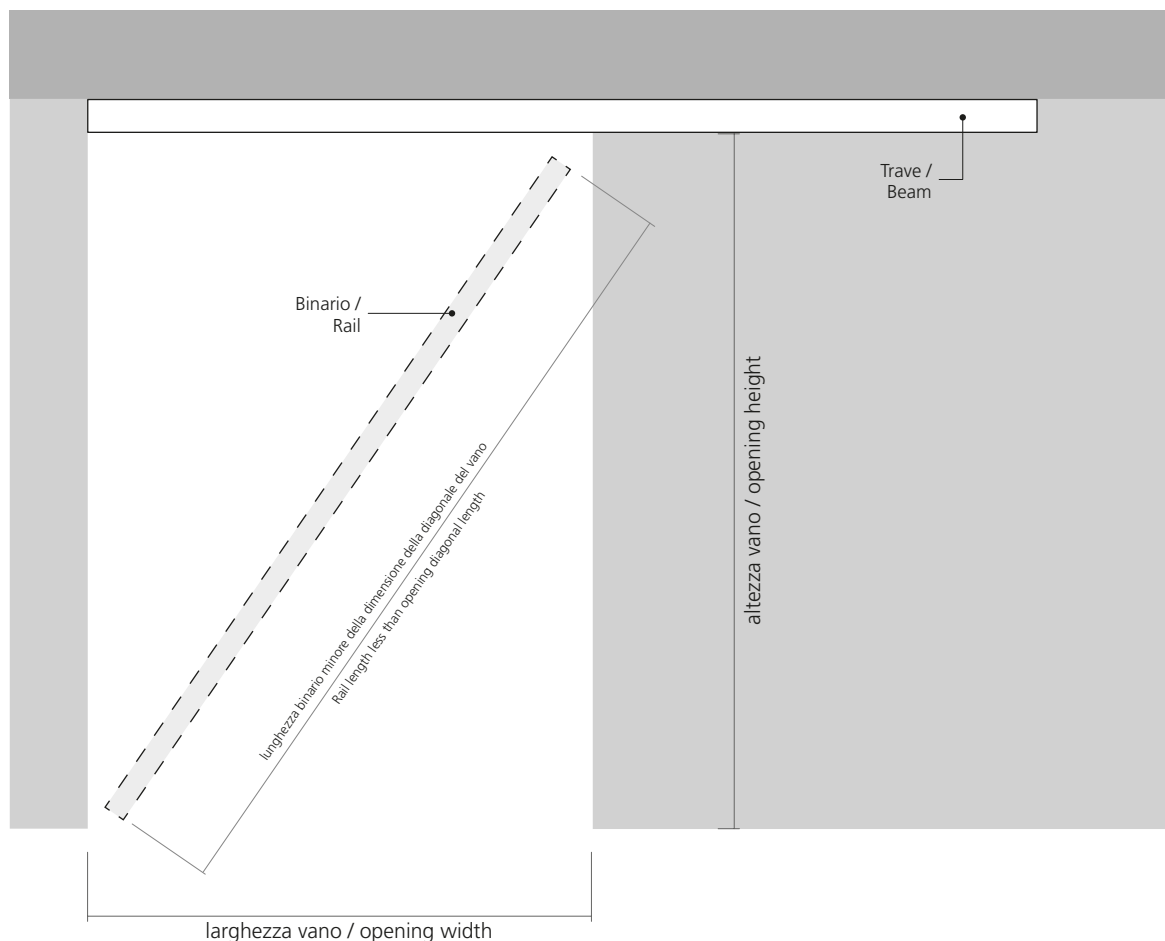 Trave /
Beam
Binario /
Rail
altezza vano / opening height
lunghezza binario minore della dimensione della diagonale del vano
Rail length less than opening diagonal length
larghezza vano / opening width